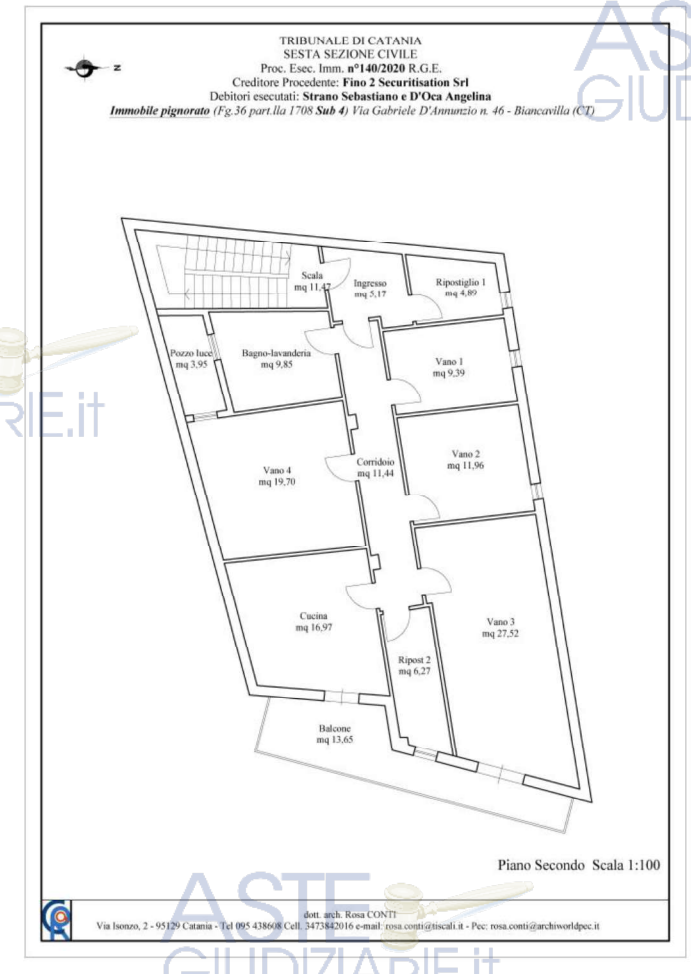 TRIBUNALE DI CATANIA
SESTA SEZIONE CIVILE
Proc. Esec. Imm. n°140/2020 R.G.E.
Creditore Procedente: Fino 2 Securitisation Srl
Debitori esecutati: Strano Sebastiano e D'Oca Angelina
Immobile pignorato (Fg.36 part.lla 1708 Sub 4) Via Gabriele D'Annunzio n. 46 - Biancavilla (CT)
N
Scala
mq 11,47
Ingresso
mq 5,17
Ripostiglio 1
mq 4,89
Pozzo luce
mq 3,95
Bagno-lavanderia
mq 9,85
Vano 1
mq 9,39
Vano 4
mq 19,70
Corridoio
mq 11,44
Vano 2
mq 11,96
Cucina
mq 16,97
Vano 3
mq 27,52
Ripost 2
mq 6,27
Balcone
mq 13,65
Piano Secondo Scala 1:100
dott. arch. Rosa CONTI
Via Isonzo, 2 - 95129 Catania - Tel 095 438608 Cell. 3473842016 e-mail: rosa.conti@tiscali.it - Pec: rosa.conti@archiworldpec.it
AS
GIUD
RIE.it
ASTE
GIUDIZIARIE.it